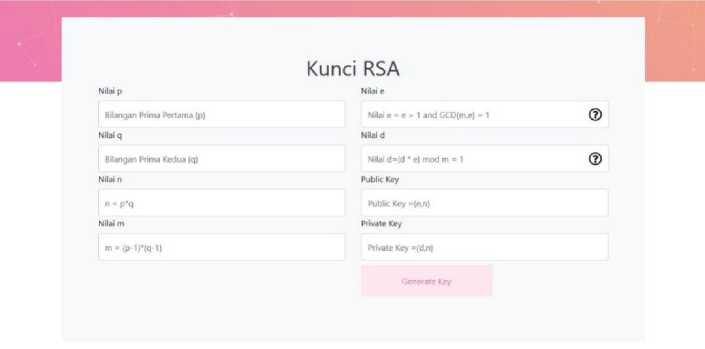 Kunci RSA
Nilai p
Bilangan Prima Pertama (p)
Nilai q
Bilangan Prima Kedua (q)
Nilai n
n = p*q
Nilai m
m = (p-1)*(q-1)
Nilai e
Nilai e = e > 1 and GCD(m,e) = 1
Nilai d
Nilai d=(d * e) mod m = 1
Public Key
Public Key =(e,n)
Private Key
Private Key =(d,n)
Generate Key